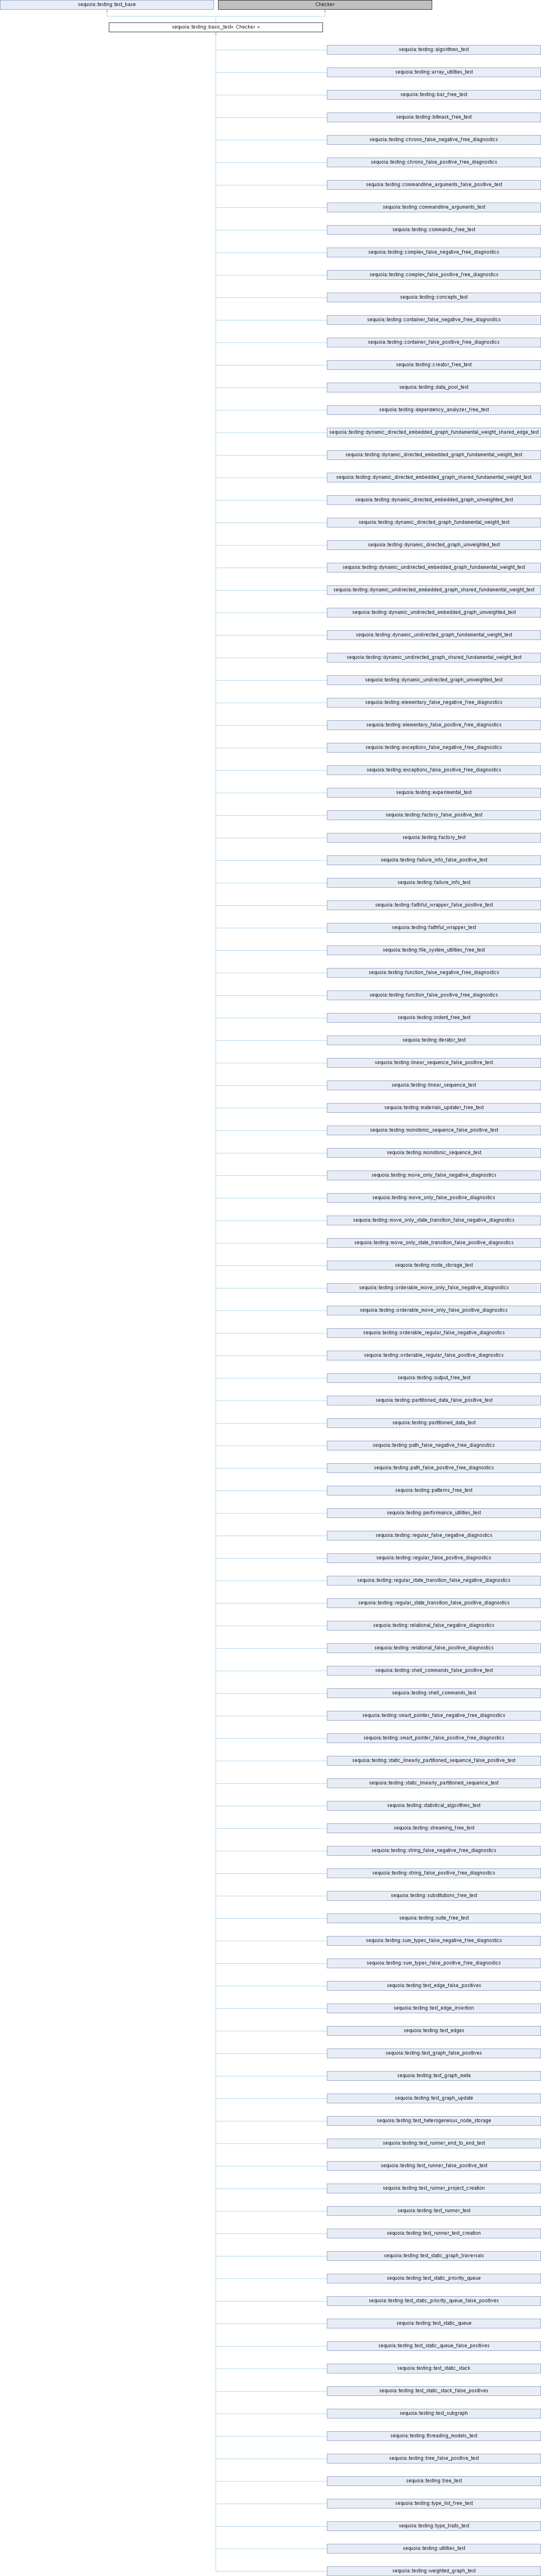 sequoia::testing::test_base
Checker
sequoia::testing::basic_test< Checker >
sequoia::testing::algorithms_test
sequoia::testing::array_utilities_test
sequoia::testing::bar_free_test
sequoia::testing::bitmask_free_test
sequoia::testing::chrono_false_negative_free_diagnostics
sequoia::testing::chrono_false_positive_free_diagnostics
sequoia::testing::commandline_arguments_false_positive_test
sequoia::testing::commandline_arguments_test
sequoia::testing::commands_free_test
sequoia::testing::complex_false_negative_free_diagnostics
sequoia::testing::complex_false_positive_free_diagnostics
sequoia::testing::concepts_test
sequoia::testing::container_false_negative_free_diagnostics
sequoia::testing::container_false_positive_free_diagnostics
sequoia::testing::creator_free_test
sequoia::testing::data_pool_test
sequoia::testing::dependency_analyzer_free_test
sequoia::testing::dynamic_directed_embedded_graph_fundamental_weight_shared_edge_test
sequoia::testing::dynamic_directed_embedded_graph_fundamental_weight_test
sequoia::testing::dynamic_directed_embedded_graph_shared_fundamental_weight_test
sequoia::testing::dynamic_directed_embedded_graph_unweighted_test
sequoia::testing::dynamic_directed_graph_fundamental_weight_test
sequoia::testing::dynamic_directed_graph_unweighted_test
sequoia::testing::dynamic_undirected_embedded_graph_fundamental_weight_test
sequoia::testing::dynamic_undirected_embedded_graph_shared_fundamental_weight_test
sequoia::testing::dynamic_undirected_embedded_graph_unweighted_test
sequoia::testing::dynamic_undirected_graph_fundamental_weight_test
sequoia::testing::dynamic_undirected_graph_shared_fundamental_weight_test
sequoia::testing::dynamic_undirected_graph_unweighted_test
sequoia::testing::elementary_false_negative_free_diagnostics
sequoia::testing::elementary_false_positive_free_diagnostics
sequoia::testing::exceptions_false_negative_free_diagnostics
sequoia::testing::exceptions_false_positive_free_diagnostics
sequoia::testing::experimental_test
sequoia::testing::factory_false_positive_test
sequoia::testing::factory_test
sequoia::testing::failure_info_false_positive_test
sequoia::testing::failure_info_test
sequoia::testing::faithful_wrapper_false_positive_test
sequoia::testing::faithful_wrapper_test
sequoia::testing::file_system_utilities_free_test
sequoia::testing::function_false_negative_free_diagnostics
sequoia::testing::function_false_positive_free_diagnostics
sequoia::testing::indent_free_test
sequoia::testing::iterator_test
sequoia::testing::linear_sequence_false_positive_test
sequoia::testing::linear_sequence_test
sequoia::testing::materials_updater_free_test
sequoia::testing::monotonic_sequence_false_positive_test
sequoia::testing::monotonic_sequence_test
sequoia::testing::move_only_false_negative_diagnostics
sequoia::testing::move_only_false_positive_diagnostics
sequoia::testing::move_only_state_transition_false_negative_diagnostics
sequoia::testing::move_only_state_transition_false_positive_diagnostics
sequoia::testing::node_storage_test
sequoia::testing::orderable_move_only_false_negative_diagnostics
sequoia::testing::orderable_move_only_false_positive_diagnostics
sequoia::testing::orderable_regular_false_negative_diagnostics
sequoia::testing::orderable_regular_false_positive_diagnostics
sequoia::testing::output_free_test
sequoia::testing::partitioned_data_false_positive_test
sequoia::testing::partitioned_data_test
sequoia::testing::path_false_negative_free_diagnostics
sequoia::testing::path_false_positive_free_diagnostics
sequoia::testing::patterns_free_test
sequoia::testing::performance_utilities_test
sequoia::testing::regular_false_negative_diagnostics
sequoia::testing::regular_false_positive_diagnostics
sequoia::testing::regular_state_transition_false_negative_diagnostics
sequoia::testing::regular_state_transition_false_positive_diagnostics
sequoia::testing::relational_false_negative_diagnostics
sequoia::testing::relational_false_positive_diagnostics
sequoia::testing::shell_commands_false_positive_test
sequoia::testing::shell_commands_test
sequoia::testing::smart_pointer_false_negative_free_diagnostics
sequoia::testing::smart_pointer_false_positive_free_diagnostics
sequoia::testing::static_linearly_partitioned_sequence_false_positive_test
sequoia::testing::static_linearly_partitioned_sequence_test
sequoia::testing::statistical_algorithms_test
sequoia::testing::streaming_free_test
sequoia::testing::string_false_negative_free_diagnostics
sequoia::testing::string_false_positive_free_diagnostics
sequoia::testing::substitutions_free_test
sequoia::testing::suite_free_test
sequoia::testing::sum_types_false_negative_free_diagnostics
sequoia::testing::sum_types_false_positive_free_diagnostics
sequoia::testing::test_edge_false_positives
sequoia::testing::test_edge_insertion
sequoia::testing::test_edges
sequoia::testing::test_graph_false_positives
sequoia::testing::test_graph_meta
sequoia::testing::test_graph_update
sequoia::testing::test_heterogeneous_node_storage
sequoia::testing::test_runner_end_to_end_test
sequoia::testing::test_runner_false_positive_test
sequoia::testing::test_runner_project_creation
sequoia::testing::test_runner_test
sequoia::testing::test_runner_test_creation
sequoia::testing::test_static_graph_traversals
sequoia::testing::test_static_priority_queue
sequoia::testing::test_static_priority_queue_false_positives
sequoia::testing::test_static_queue
sequoia::testing::test_static_queue_false_positives
sequoia::testing::test_static_stack
sequoia::testing::test_static_stack_false_positives
sequoia::testing::test_subgraph
sequoia::testing::threading_models_test
sequoia::testing::tree_false_positive_test
sequoia::testing::tree_test
sequoia::testing::type_list_free_test
sequoia::testing::type_traits_test
sequoia::testing::utilities_test
sequoia::testing::weighted_graph_test